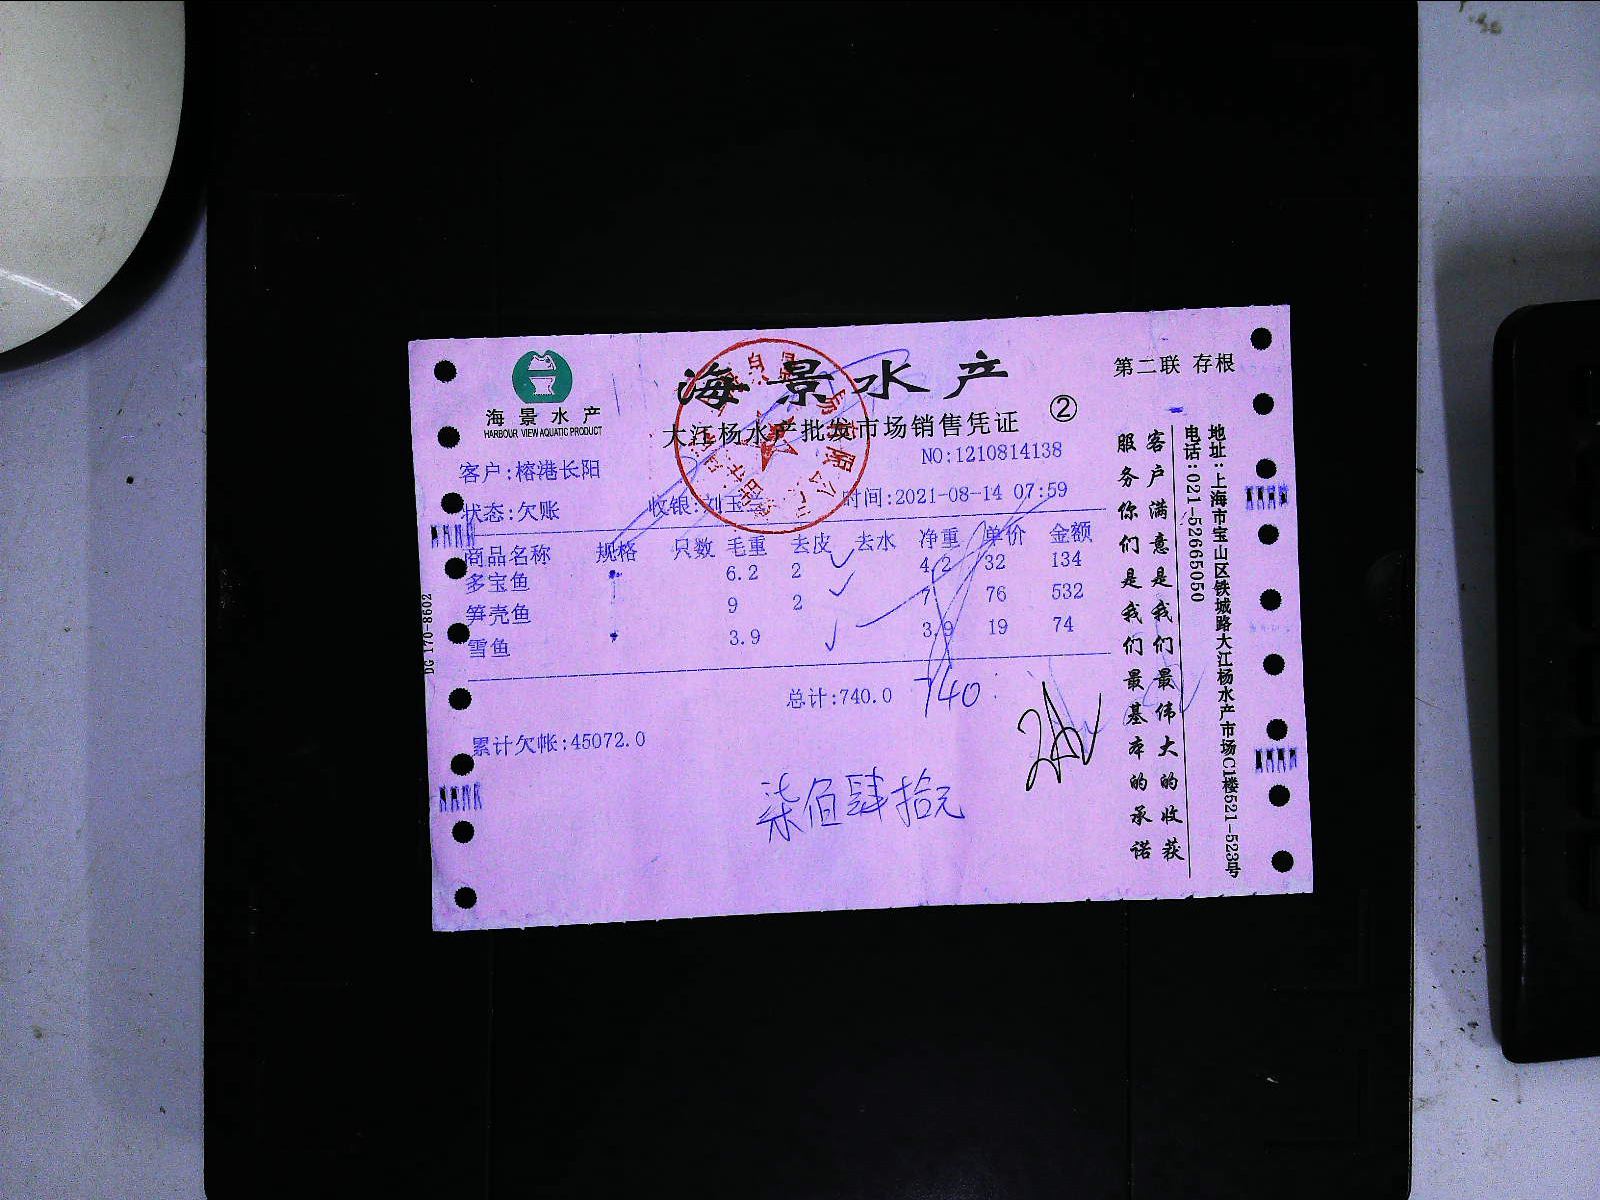 海景水产
HARBOUR VIEW AQUATIC PRODUCT
海景水产
大江杨水产批发市场销售凭证
②
第二联 存根
NO:1210814138
客户:榕港长阳
状态:欠账 收银:刘玉兰 时间:2021-08-14 07:59
商品名称 规格 只数 毛重 去皮 去水 净重 单价 金额
多宝鱼 6.2 2 4.2 32 134
笋壳鱼 9 2 7 76 532
雪鱼 3.9 3.9 19 74
总计:740.0 740
累计欠帐:45072.0
柒佰肆拾元
客户满意是我们最伟大的收获
服务你们是我们最基本的承诺
地址:上海市宝山区铁城路大江杨水产市场C1楼521-523号
电话:021-52665050
DG 170-8602